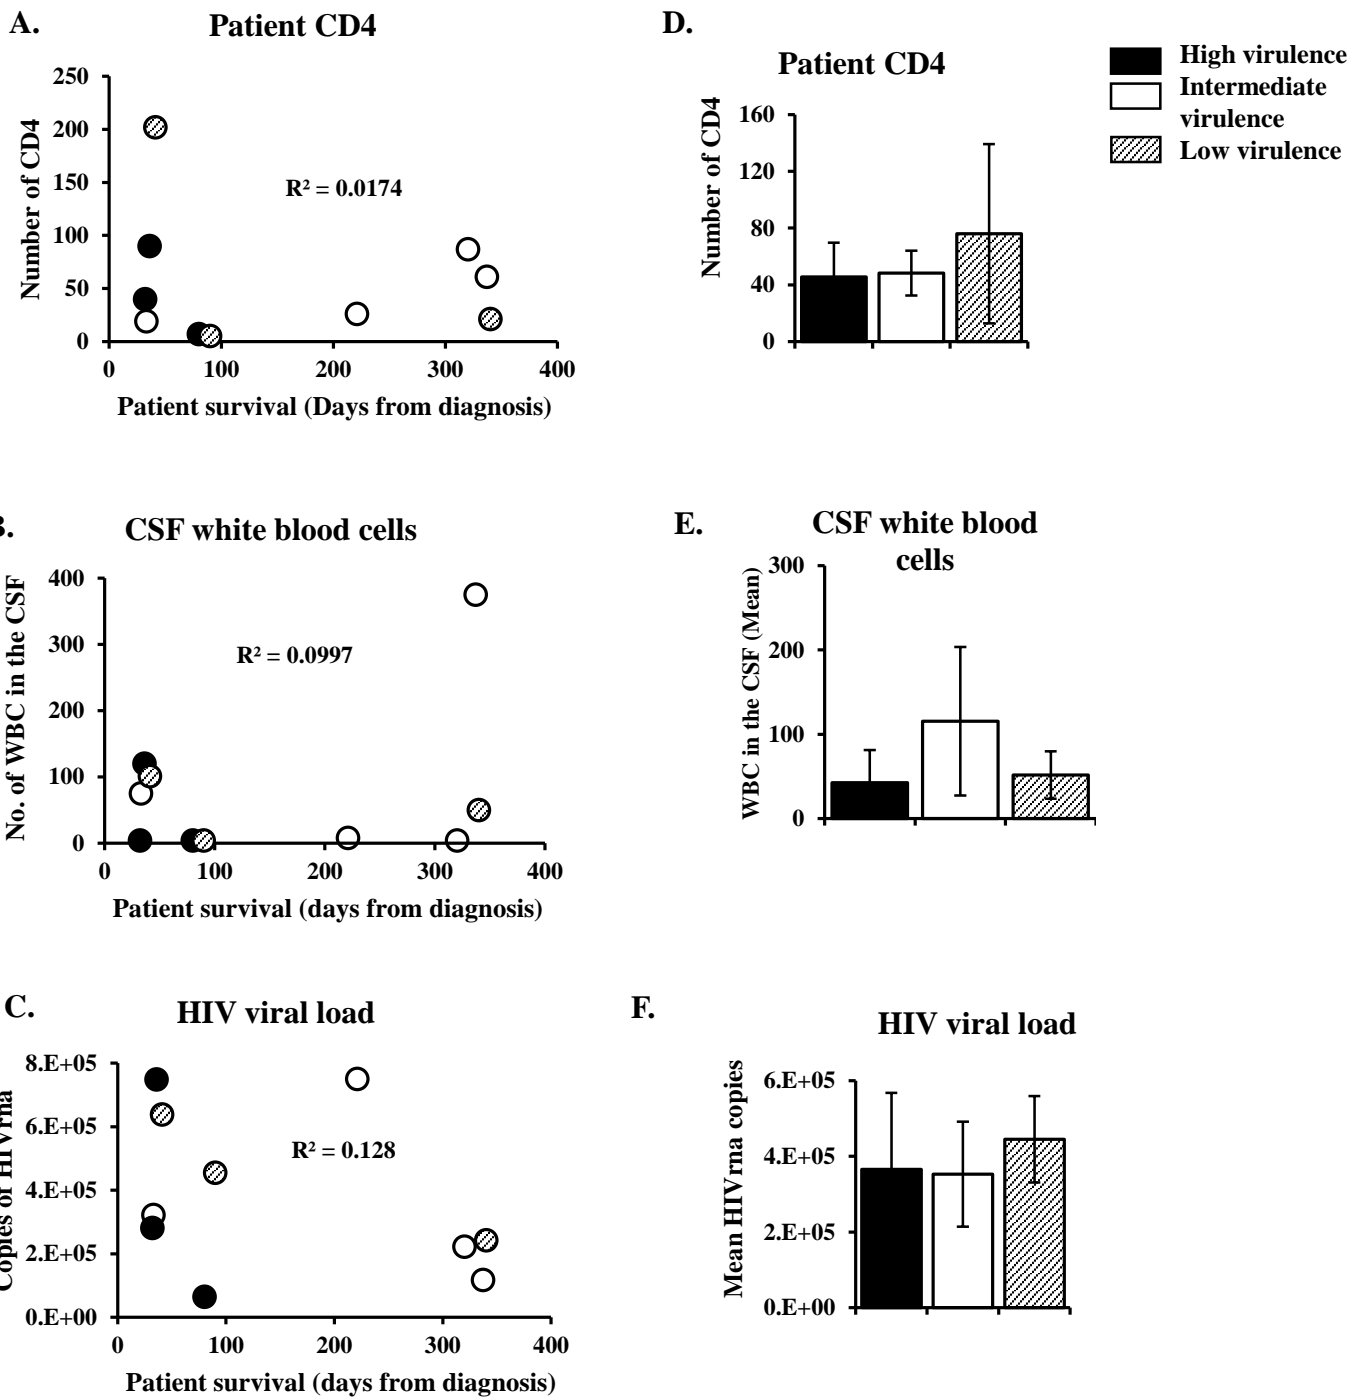 A.
Patient CD4
250
200
150
100
50
0
Number of CD4
R² = 0.0174
0 100 200 300 400
Patient survival (Days from diagnosis)
D.
Patient CD4
160
120
80
40
0
Number of CD4
High virulence
Intermediate
virulence
Low virulence
B.
CSF white blood cells
400
300
200
100
0
No. of WBC in the CSF
R² = 0.0997
0 100 200 300 400
Patient survival (days from diagnosis)
E.
CSF white blood
cells
300
200
100
0
WBC in the CSF (Mean)
C.
HIV viral load
8.E+05
6.E+05
4.E+05
2.E+05
0.E+00
Copies of HIVrna
R² = 0.128
0 100 200 300 400
Patient survival (days from diagnosis)
F.
HIV viral load
6.E+05
4.E+05
2.E+05
0.E+00
Mean HIVrna copies